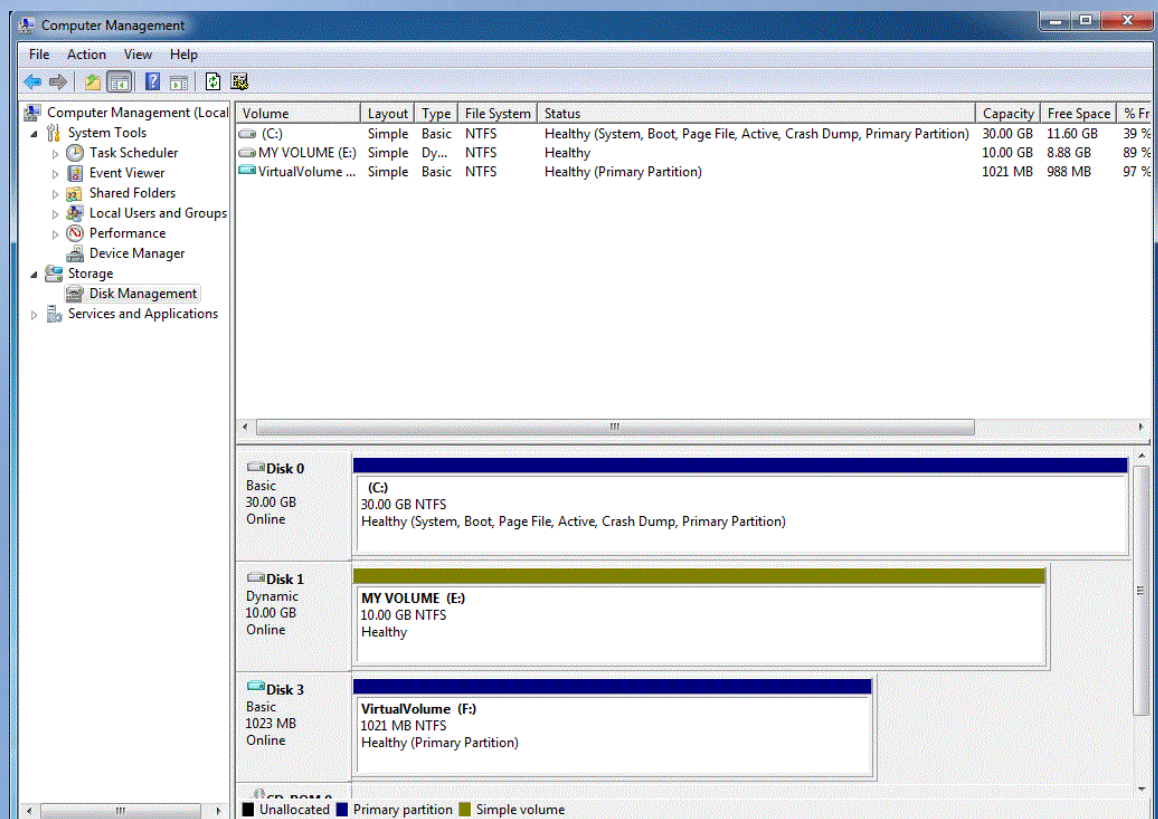 Computer Management
File Action View Help
Computer Management (Local
System Tools
Task Scheduler
Event Viewer
Shared Folders
Local Users and Groups
Performance
Device Manager
Storage
Disk Management
Services and Applications
Volume Layout Type File System Status Capacity Free Space % Fr
(C:) Simple Basic NTFS Healthy (System, Boot, Page File, Active, Crash Dump, Primary Partition) 30.00 GB 11.60 GB 39 %
MY VOLUME (E:) Simple Dy... NTFS Healthy 10.00 GB 8.88 GB 89 %
VirtualVolume ... Simple Basic NTFS Healthy (Primary Partition) 1021 MB 988 MB 97 %
Disk 0
Basic
30.00 GB
Online
(C:)
30.00 GB NTFS
Healthy (System, Boot, Page File, Active, Crash Dump, Primary Partition)
Disk 1
Dynamic
10.00 GB
Online
MY VOLUME (E:)
10.00 GB NTFS
Healthy
Disk 3
Basic
1023 MB
Online
VirtualVolume (F:)
1021 MB NTFS
Healthy (Primary Partition)
CD-ROM 0
Unallocated Primary partition Simple volume